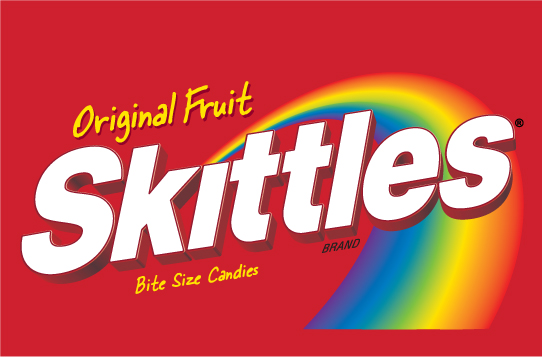 Original Fruit
Skittles®
BRAND
Bite Size Candies